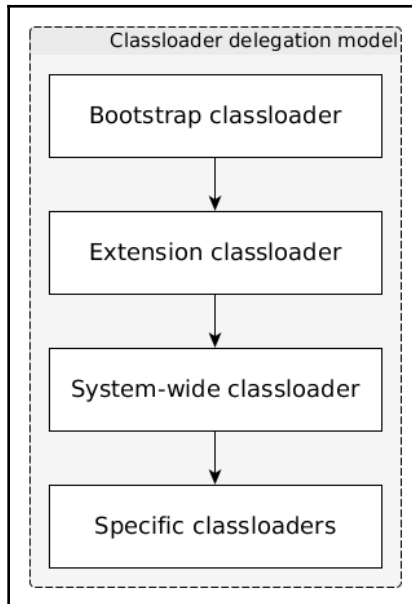 Classloader delegation model
Bootstrap classloader
Extension classloader
System-wide classloader
Specific classloaders